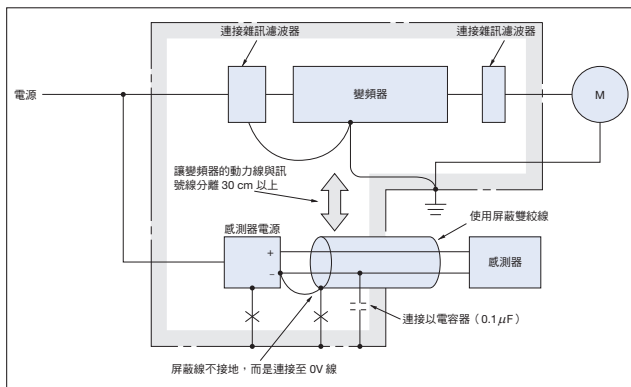 連接雜訊濾波器
連接雜訊濾波器
電源
變頻器
M
讓變頻器的動力線與訊
號線分離 30 cm 以上
使用屏蔽雙絞線
感測器電源
+
−
感測器
連接以電容器（0.1μF）
屏蔽線不接地，而是連接至 0V 線